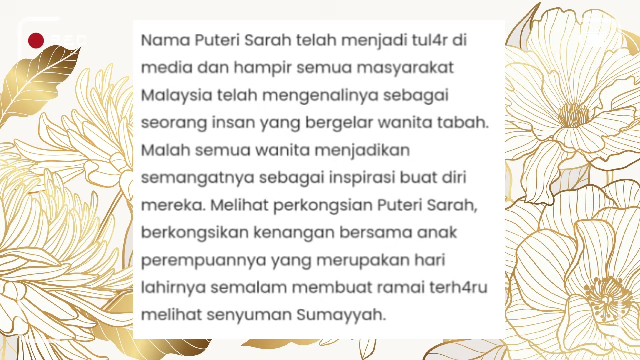 Nama Puteri Sarah telah menjadi tul4r di
media dan hampir semua masyarakat
Malaysia telah mengenalinya sebagai
seorang insan yang bergelar wanita tabah.
Malah semua wanita menjadikan
semangatnya sebagai inspirasi buat diri
mereka. Melihat perkongsian Puteri Sarah,
berkongsikan kenangan bersama anak
perempuannya yang merupakan hari
lahirnya semalam membuat ramai terh4ru
melihat senyuman Sumayyah.